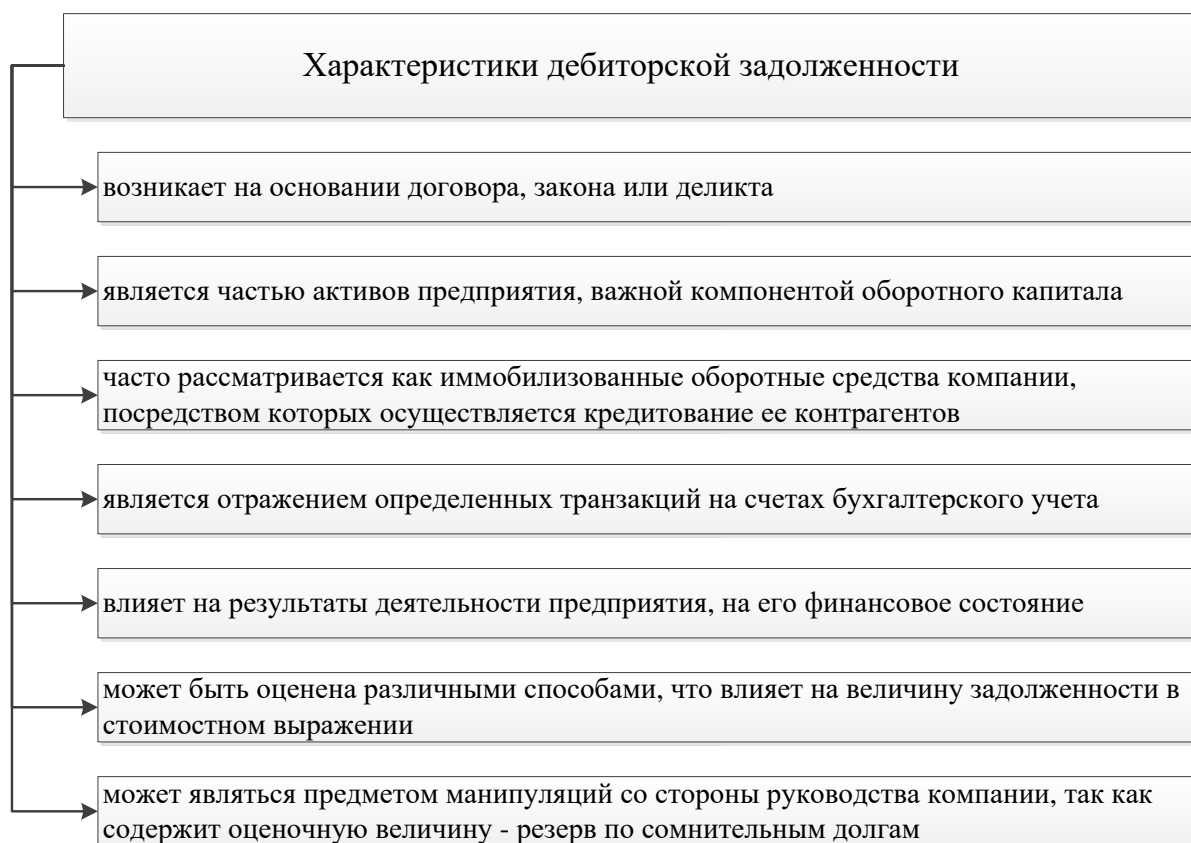 Характеристики дебиторской задолженности
возникает на основании договора, закона или деликта
является частью активов предприятия, важной компонентой оборотного капитала
часто рассматривается как иммобилизованные оборотные средства компании,
посредством которых осуществляется кредитование ее контрагентов
является отражением определенных транзакций на счетах бухгалтерского учета
влияет на результаты деятельности предприятия, на его финансовое состояние
может быть оценена различными способами, что влияет на величину задолженности в
стоимостном выражении
может являться предметом манипуляций со стороны руководства компании, так как
содержит оценочную величину - резерв по сомнительным долгам